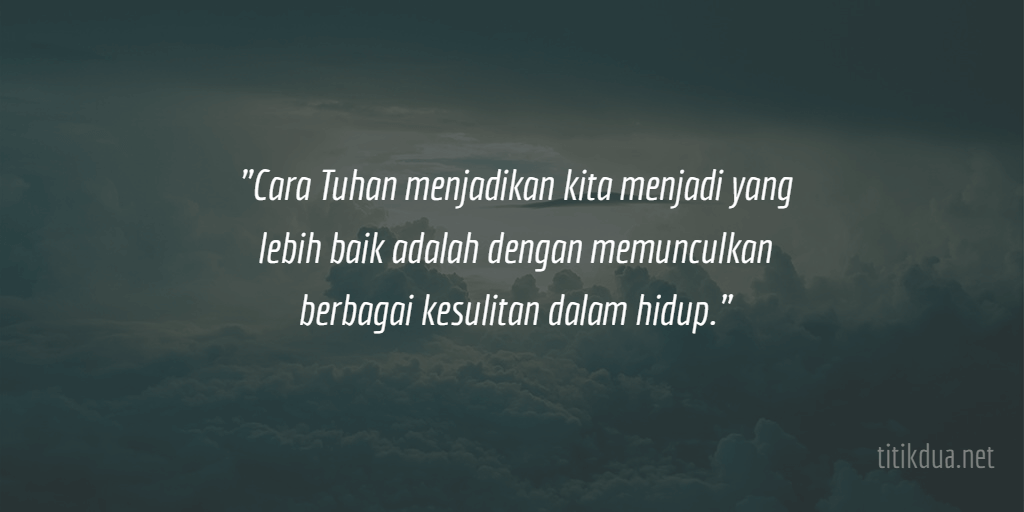 "Cara Tuhan menjadikan kita menjadi yang
lebih baik adalah dengan memunculkan
berbagai kesulitan dalam hidup."
titikdua.net